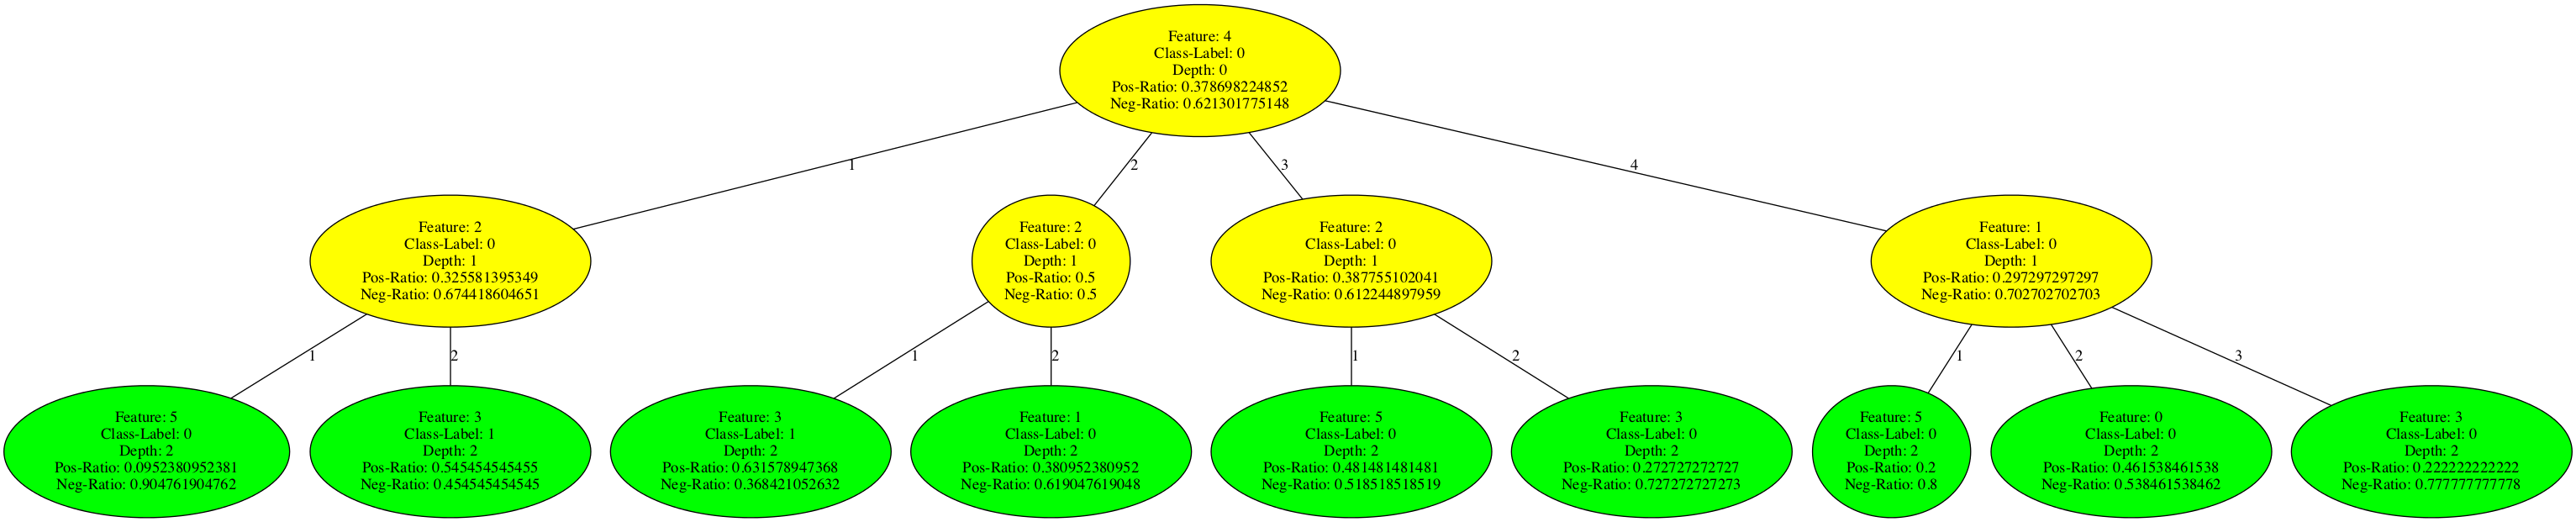 Feature: 4
Class-Label: 0
Depth: 0
Pos-Ratio: 0.378698224852
Neg-Ratio: 0.621301775148
1
2
3
4
Feature: 2
Class-Label: 0
Depth: 1
Pos-Ratio: 0.325581395349
Neg-Ratio: 0.674418604651
Feature: 2
Class-Label: 0
Depth: 1
Pos-Ratio: 0.5
Neg-Ratio: 0.5
Feature: 2
Class-Label: 0
Depth: 1
Pos-Ratio: 0.387755102041
Neg-Ratio: 0.612244897959
Feature: 1
Class-Label: 0
Depth: 1
Pos-Ratio: 0.297297297297
Neg-Ratio: 0.702702702703
1
2
1
2
1
2
1
2
3
Feature: 5
Class-Label: 0
Depth: 2
Pos-Ratio: 0.0952380952381
Neg-Ratio: 0.904761904762
Feature: 3
Class-Label: 1
Depth: 2
Pos-Ratio: 0.545454545455
Neg-Ratio: 0.454545454545
Feature: 3
Class-Label: 1
Depth: 2
Pos-Ratio: 0.631578947368
Neg-Ratio: 0.368421052632
Feature: 1
Class-Label: 0
Depth: 2
Pos-Ratio: 0.380952380952
Neg-Ratio: 0.619047619048
Feature: 5
Class-Label: 0
Depth: 2
Pos-Ratio: 0.481481481481
Neg-Ratio: 0.518518518519
Feature: 3
Class-Label: 0
Depth: 2
Pos-Ratio: 0.272727272727
Neg-Ratio: 0.727272727273
Feature: 5
Class-Label: 0
Depth: 2
Pos-Ratio: 0.2
Neg-Ratio: 0.8
Feature: 0
Class-Label: 0
Depth: 2
Pos-Ratio: 0.461538461538
Neg-Ratio: 0.538461538462
Feature: 3
Class-Label: 0
Depth: 2
Pos-Ratio: 0.222222222222
Neg-Ratio: 0.777777777778